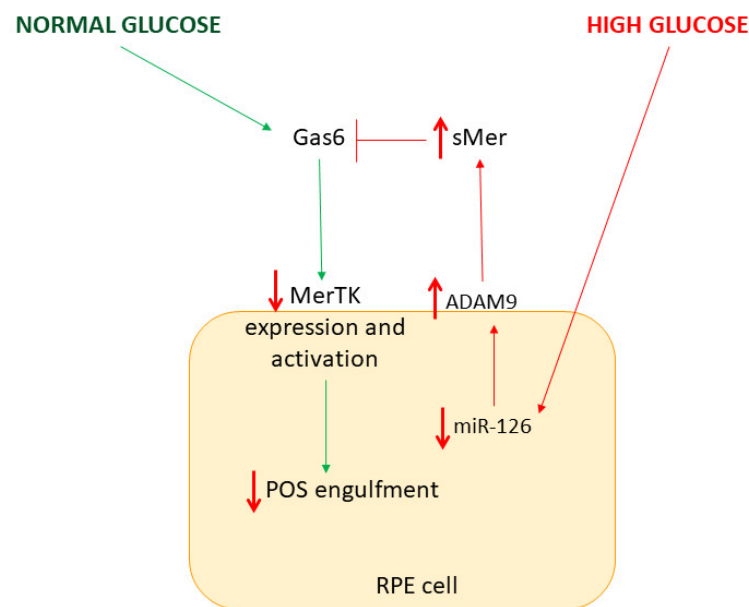 NORMAL GLUCOSE
HIGH GLUCOSE
Gas6
sMer
MerTK
expression and
activation
ADAM9
miR-126
POS engulfment
RPE cell